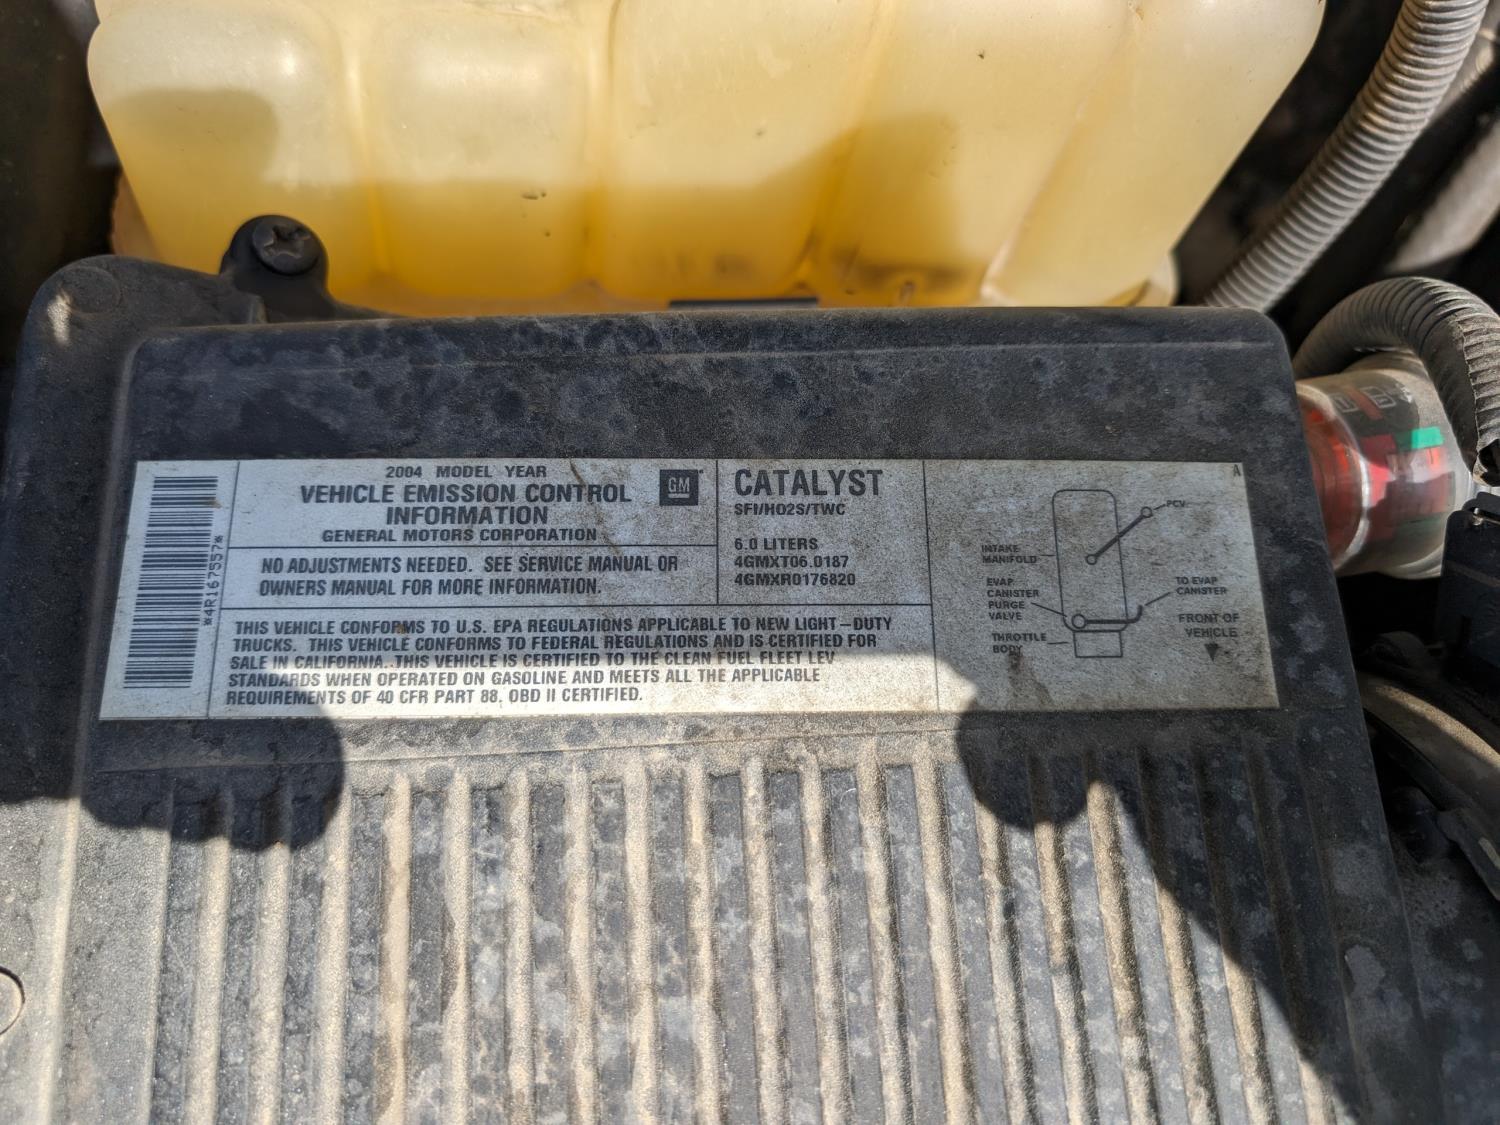 *4R167557*
2004 MODEL YEAR
VEHICLE EMISSION CONTROL
INFORMATION
GENERAL MOTORS CORPORATION
GM
NO ADJUSTMENTS NEEDED. SEE SERVICE MANUAL OR
OWNERS MANUAL FOR MORE INFORMATION.
CATALYST
SFI/HO2S/TWC
6.0 LITERS
4GMXT06.0187
4GMXR0176820
THIS VEHICLE CONFORMS TO U.S. EPA REGULATIONS APPLICABLE TO NEW LIGHT-DUTY
TRUCKS. THIS VEHICLE CONFORMS TO FEDERAL REGULATIONS AND IS CERTIFIED FOR
SALE IN CALIFORNIA. THIS VEHICLE IS CERTIFIED TO THE CLEAN FUEL FLEET LEV
STANDARDS WHEN OPERATED ON GASOLINE AND MEETS ALL THE APPLICABLE
REQUIREMENTS OF 40 CFR PART 88. OBD II CERTIFIED.
A
PCV
INTAKE
MANIFOLD
EVAP
CANISTER
PURGE
VALVE
THROTTLE
BODY
TO EVAP
CANISTER
FRONT OF
VEHICLE